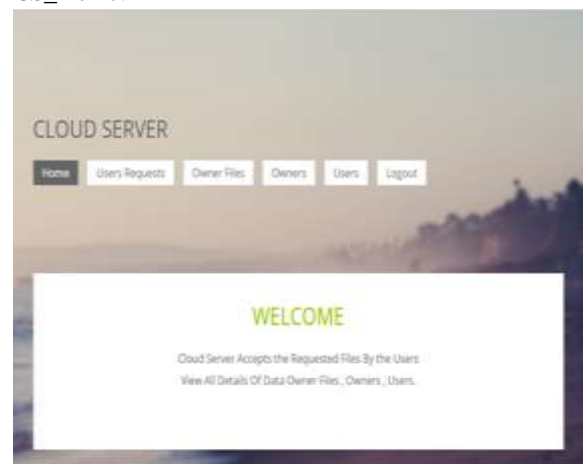 CLOUD SERVER
Home Users Requests Owner Files Owners Users Logout
WELCOME
Cloud Server Accepts the Requested Files By the Users
View All Details Of Data Owner Files , Owners , Users.